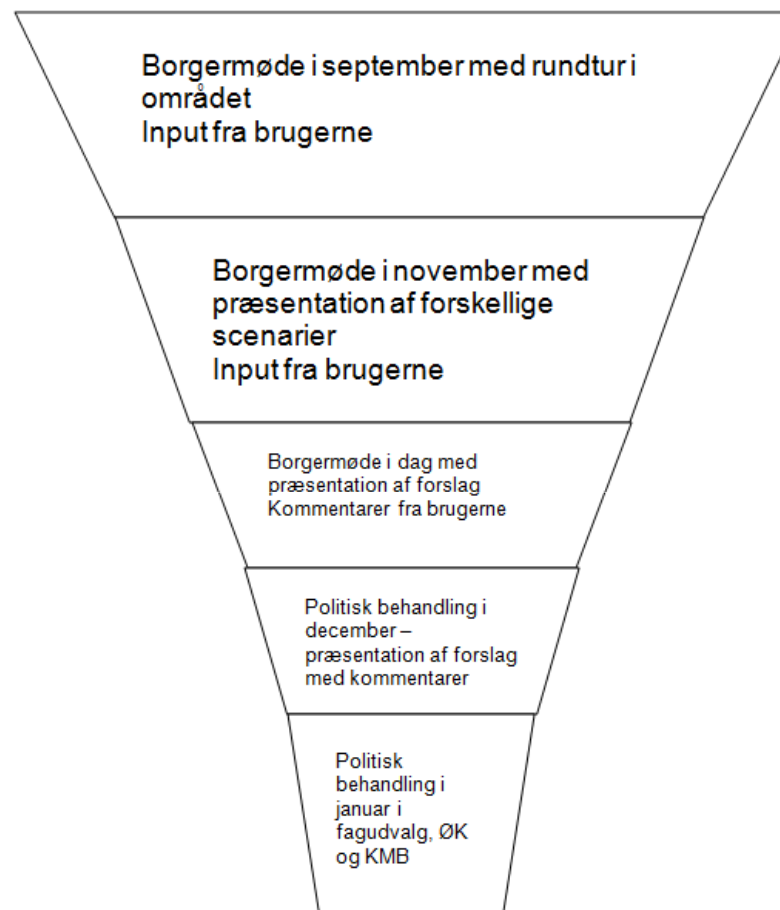 Borgermøde i september med rundtur i
området
Input fra brugerne
Borgermøde i november med
præsentation af forskellige
scenarier
Input fra brugerne
Borgermøde i dag med
præsentation af forslag
Kommentarer fra brugerne
Politisk behandling i
december –
præsentation af forslag
med kommentarer
Politisk
behandling i
januar i
fagudvalg, ØK
og KMB